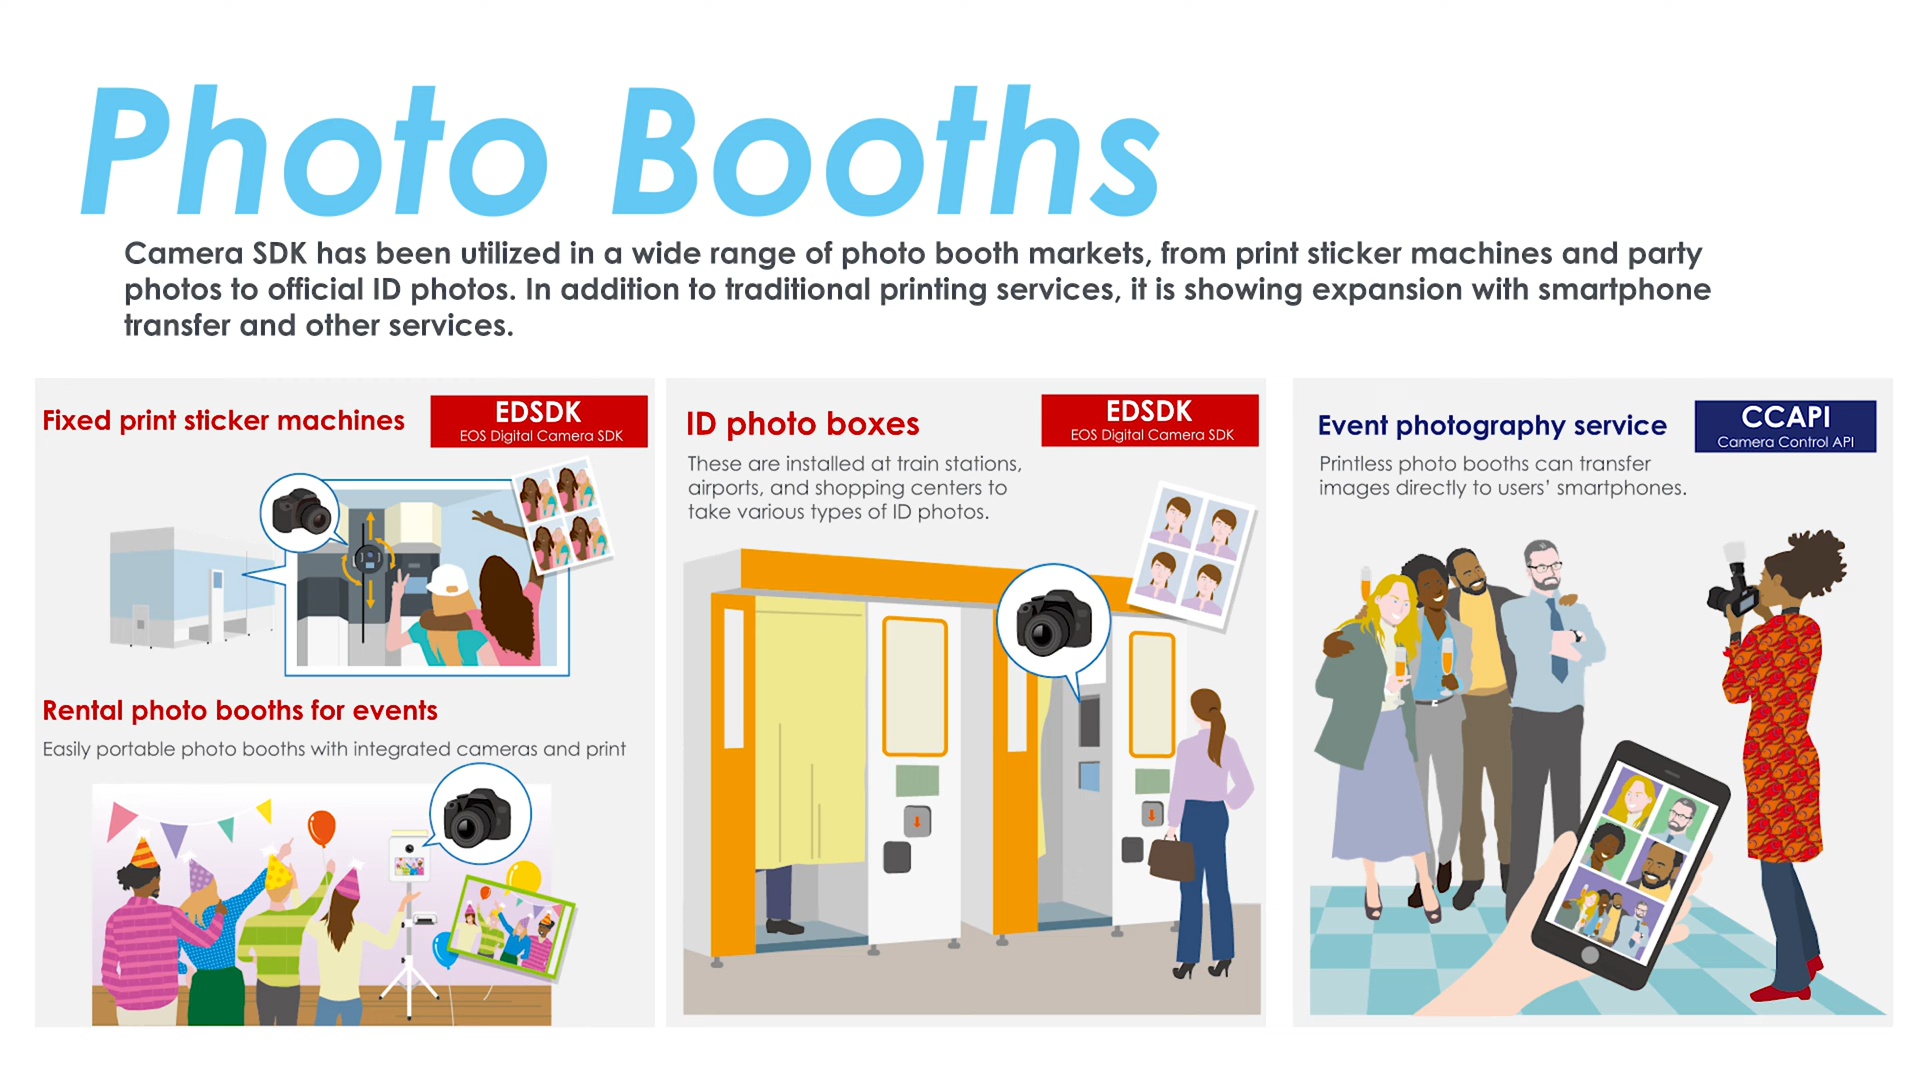 Photo Booths
Camera SDK has been utilized in a wide range of photo booth markets, from print sticker machines and party
photos to official ID photos. In addition to traditional printing services, it is showing expansion with smartphone
transfer and other services.
Fixed print sticker machines
EDSDK
EOS Digital Camera SDK
Rental photo booths for events
Easily portable photo booths with integrated cameras and print
ID photo boxes
EDSDK
EOS Digital Camera SDK
These are installed at train stations,
airports, and shopping centers to
take various types of ID photos.
Event photography service
CCAPI
Camera Control API
Printless photo booths can transfer
images directly to users’ smartphones.